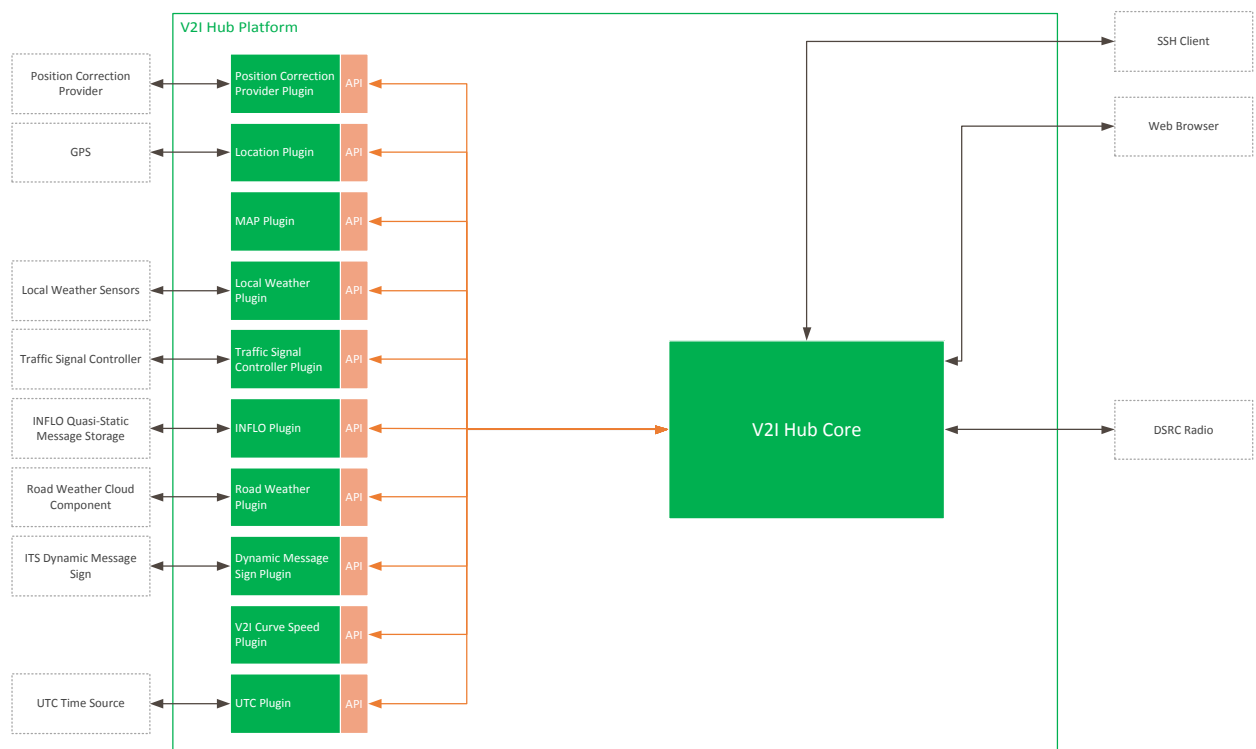 V2I Hub Platform
SSH Client
Position Correction
Provider
Position Correction
Provider Plugin
API
Web Browser
GPS
Location Plugin
API
MAP Plugin
API
Local Weather Sensors
Local Weather
Plugin
API
Traffic Signal Controller
Traffic Signal
Controller Plugin
API
INFLO Quasi-Static
Message Storage
INFLO Plugin
API
V2I Hub Core
DSRC Radio
Road Weather Cloud
Component
Road Weather
Plugin
API
ITS Dynamic Message
Sign
Dynamic Message
Sign Plugin
API
V2I Curve Speed
Plugin
API
UTC Time Source
UTC Plugin
API